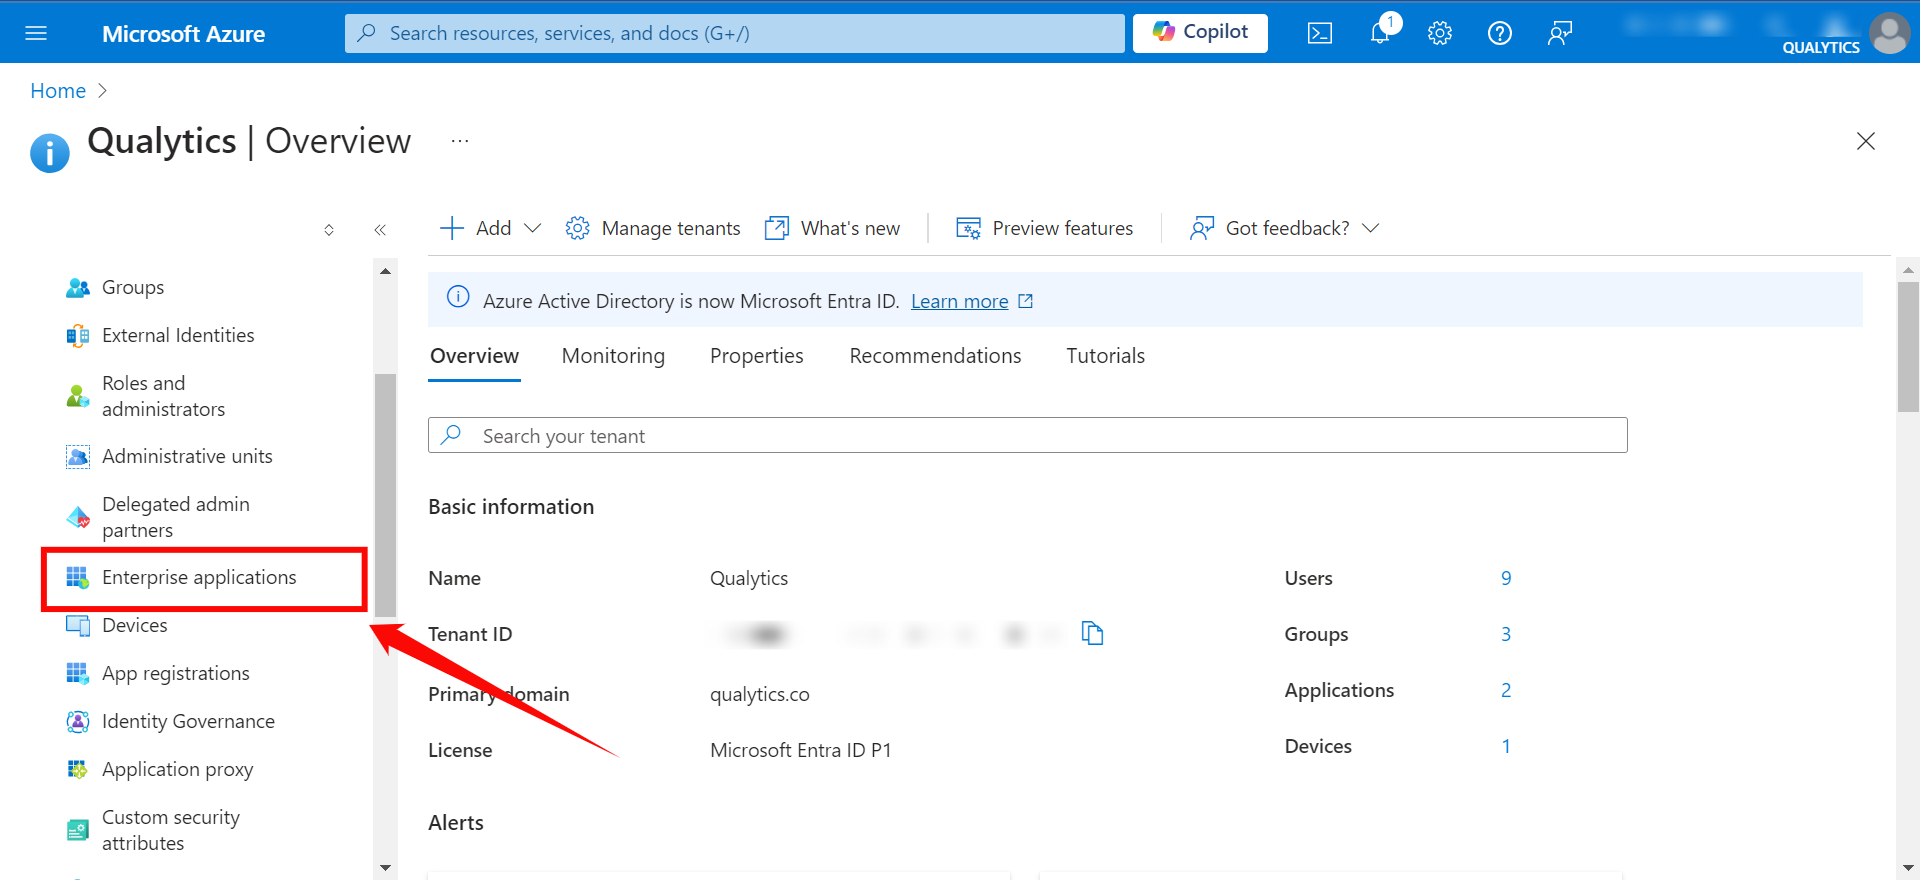 Microsoft Azure
Search resources, services, and docs (G+/)
Copilot
1
QUALYTICS
Home
Qualytics | Overview
...
Add
Manage tenants
What's new
Preview features
Got feedback?
Groups
External Identities
Roles and
administrators
Administrative units
Delegated admin
partners
Enterprise applications
Devices
App registrations
Identity Governance
Application proxy
Custom security
attributes
Azure Active Directory is now Microsoft Entra ID. Learn more
Overview
Monitoring
Properties
Recommendations
Tutorials
Search your tenant
Basic information
Name
Qualytics
Users
9
Tenant ID
Groups
3
Primary domain
qualytics.co
Applications
2
License
Microsoft Entra ID P1
Devices
1
Alerts